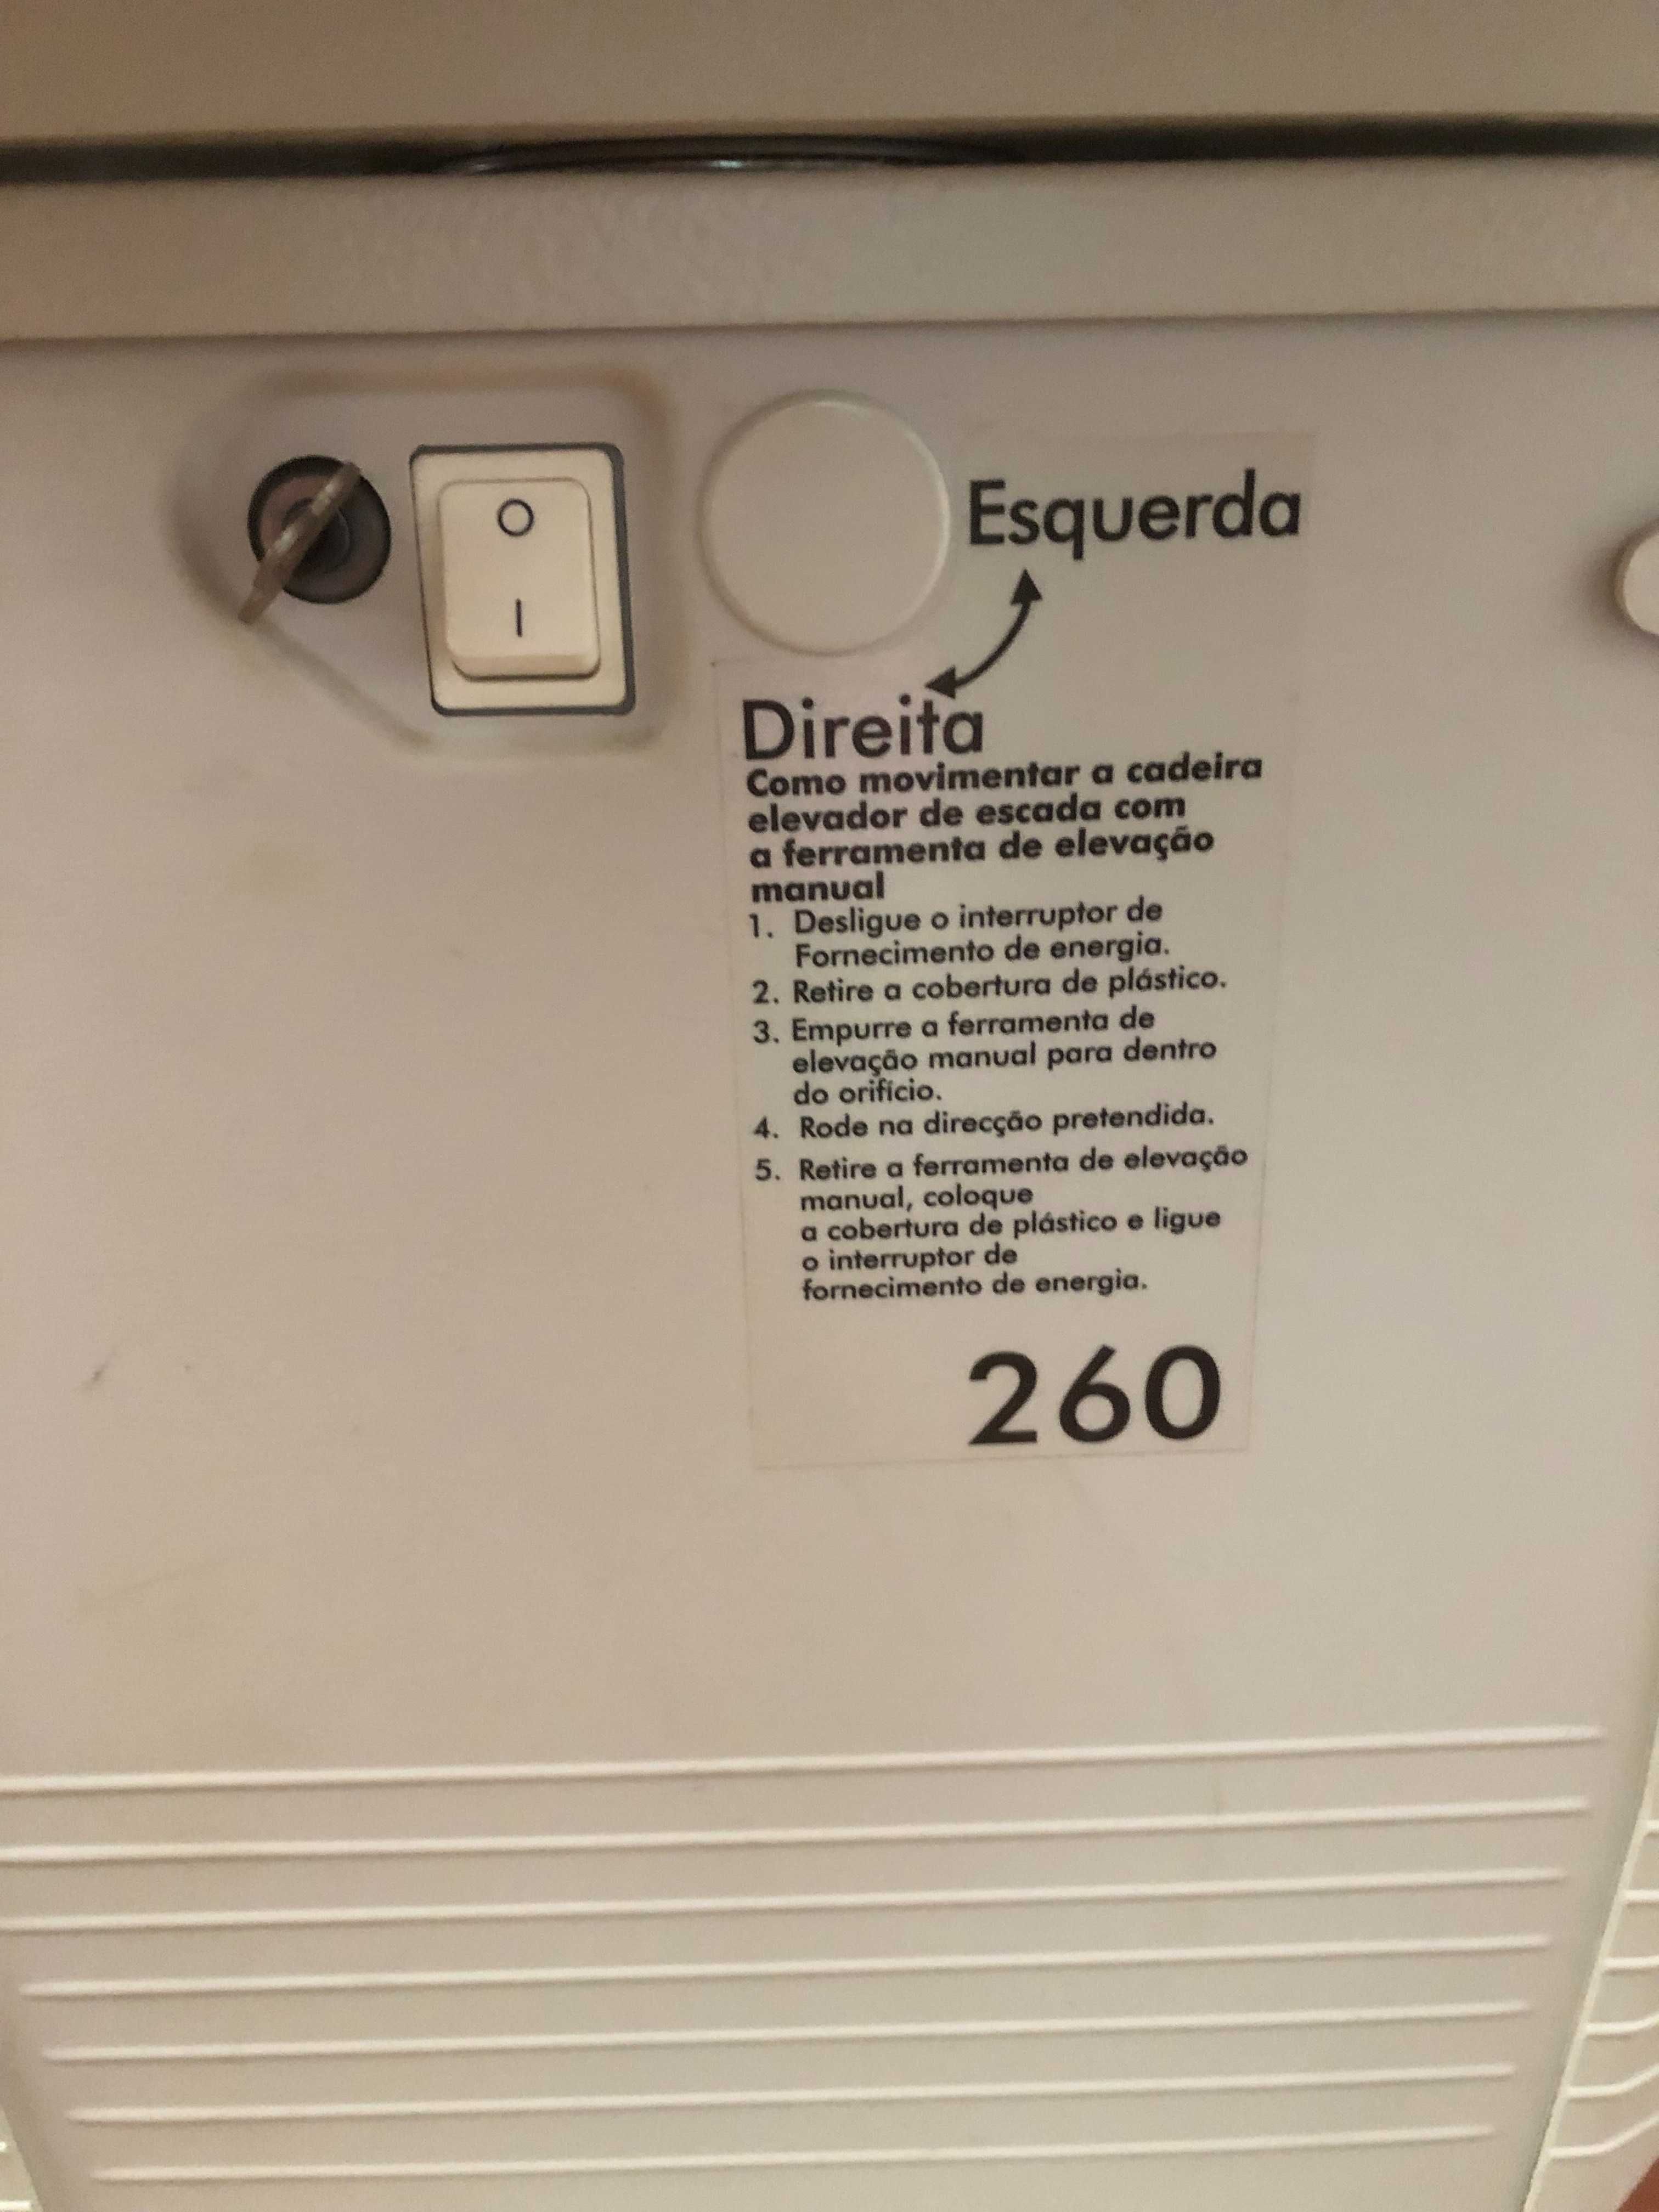 O
I
Esquerda
Direita
Como movimentar a cadeira
elevador de escada com
a ferramenta de elevação
manual
1. Desligue o interruptor de
Fornecimento de energia.
2. Retire a cobertura de plástico.
3. Empurre a ferramenta de
elevação manual para dentro
do orifício.
4. Rode na direcção pretendida.
5. Retire a ferramenta de elevação
manual, coloque
a cobertura de plástico e ligue
o interruptor de
fornecimento de energia.
260